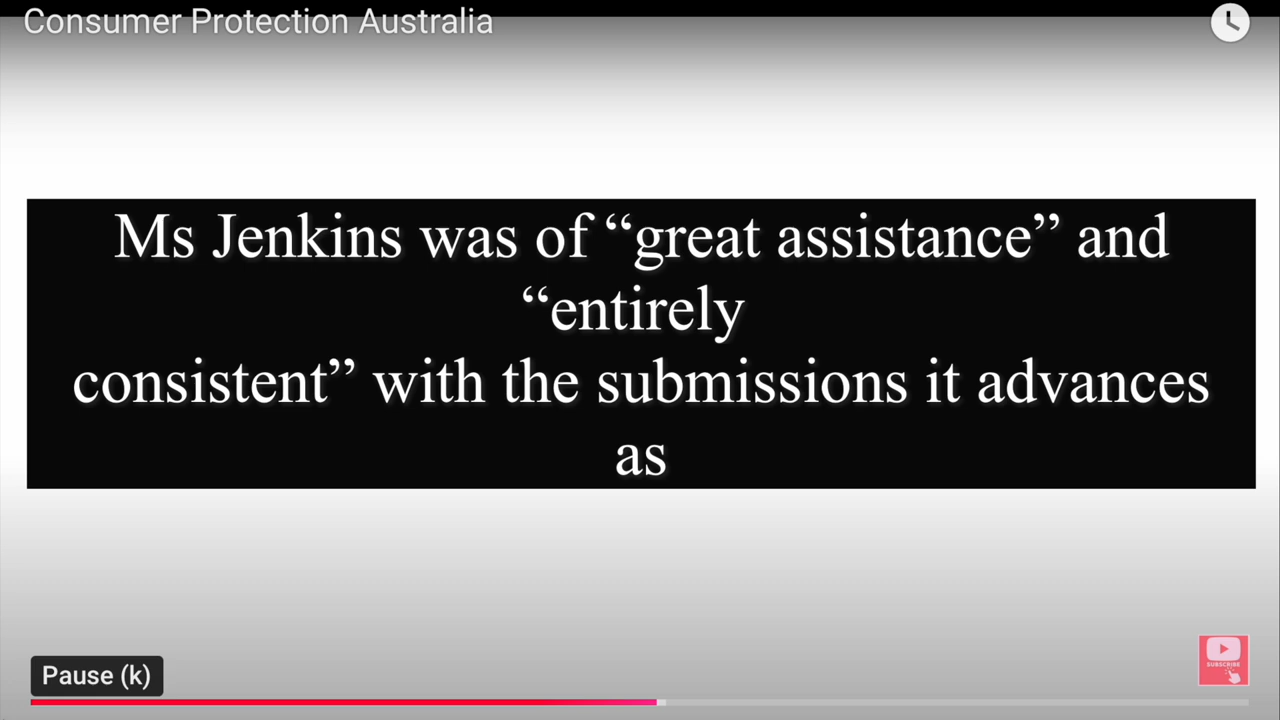 Consumer Protection Australia
Ms Jenkins was of “great assistance” and
“entirely
consistent” with the submissions it advances
as
SUBSCRIBE
Pause (k)